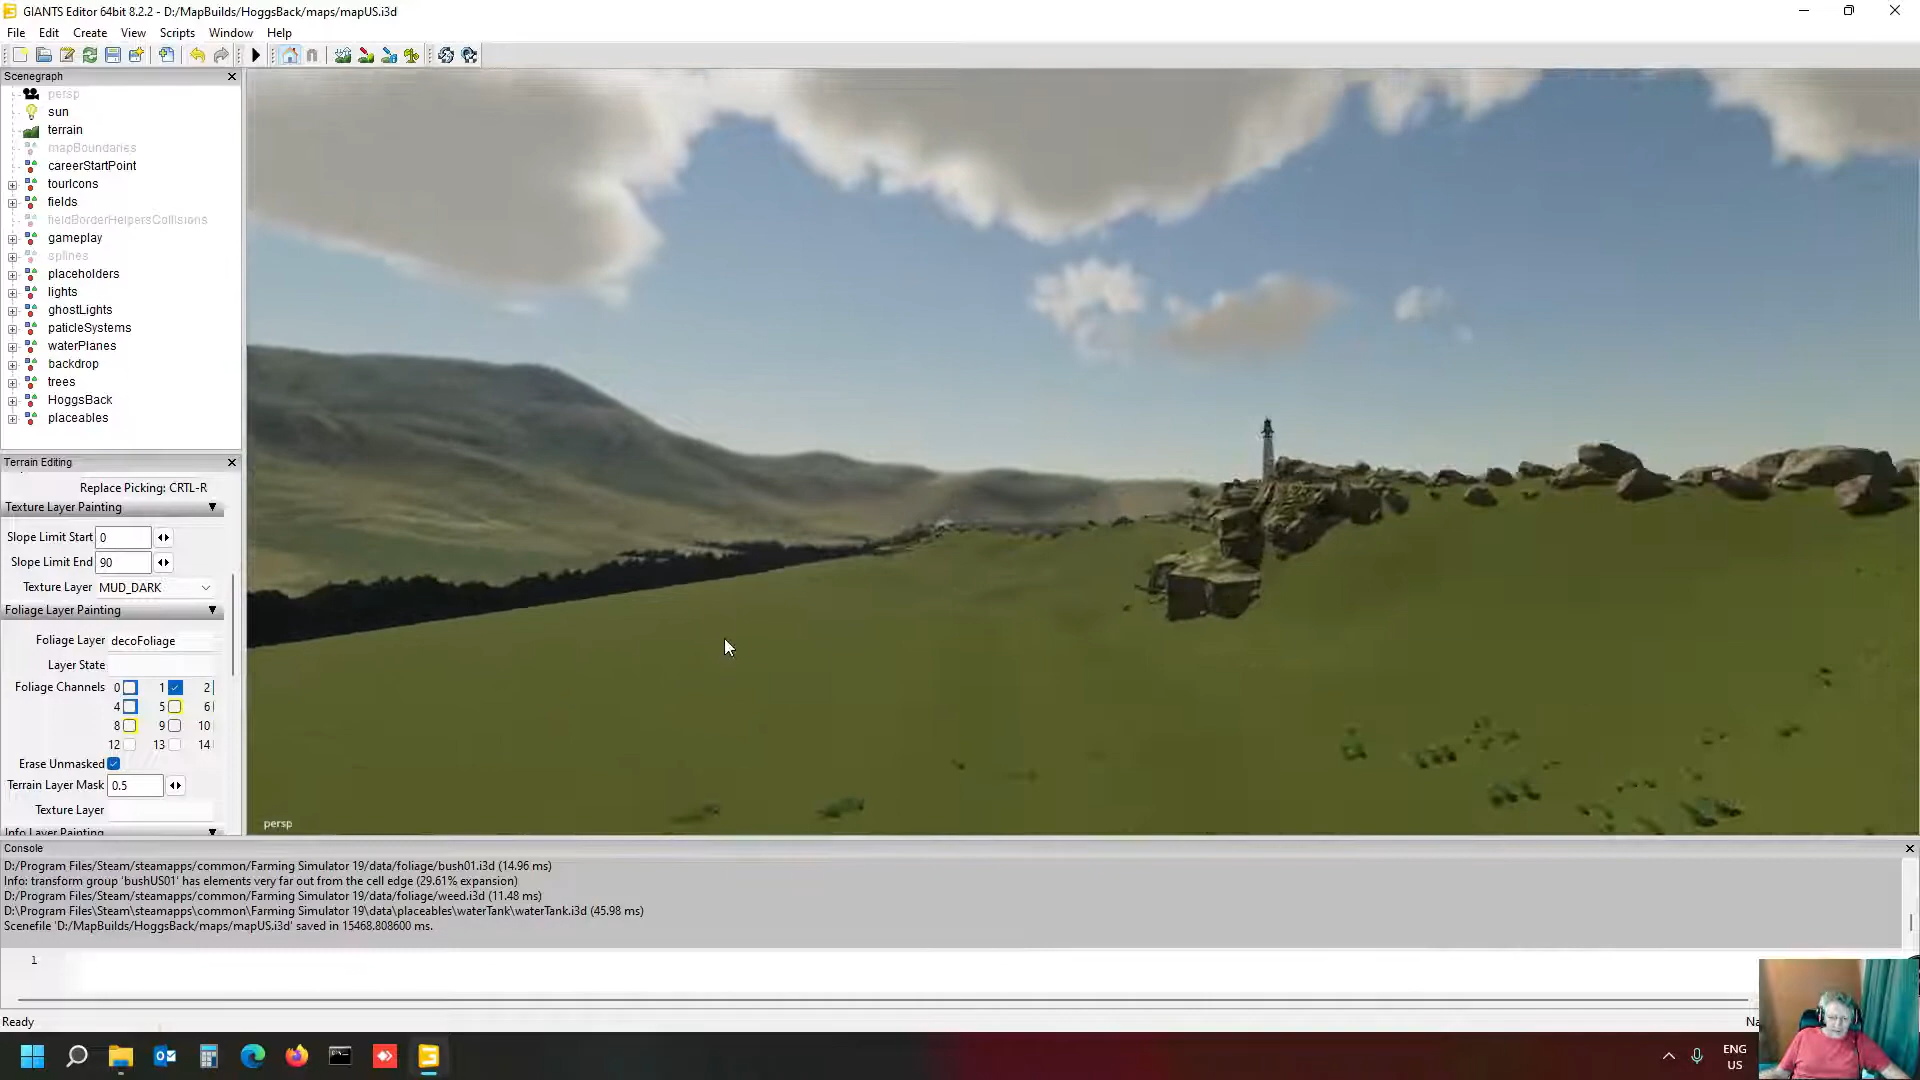 GIANTS Editor 64bit 8.2.2 - D:/MapBuilds/HoggsBack/maps/mapUS.i3d
File Edit Create View Scripts Window Help
Scenegraph
persp
sun
terrain
mapBoundaries
careerStartPoint
tourIcons
fields
fieldBorderHelpersCollisions
gameplay
splines
placeholders
lights
ghostLights
paticleSystems
waterPlanes
backdrop
trees
HoggsBack
placeables
Terrain Editing
Replace Picking: CRTL-R
Texture Layer Painting
Slope Limit Start 0
Slope Limit End 90
Texture Layer MUD_DARK
Foliage Layer Painting
Foliage Layer decoFoliage
Layer State
Foliage Channels 0 1 2
4 5 6
8 9 10
12 13 14
Erase Unmasked
Terrain Layer Mask 0.5
Texture Layer
Info Layer Painting
persp
Console
D:/Program Files/Steam/steamapps/common/Farming Simulator 19/data/foliage/bush01.i3d (14.96 ms)
Info: transform group 'bushUS01' has elements very far out from the cell edge (29.61% expansion)
D:/Program Files/Steam/steamapps/common/Farming Simulator 19/data/foliage/weed.i3d (11.48 ms)
D:\Program Files\Steam\steamapps\common\Farming Simulator 19\data\placeables\waterTank\waterTank.i3d (45.98 ms)
Scenefile 'D:/MapBuilds/HoggsBack/maps/mapUS.i3d' saved in 15468.808600 ms.
1
Ready
ENG
US